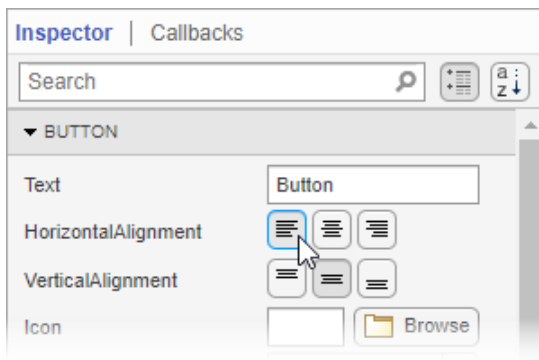 Inspector | Callbacks
Search
a z
BUTTON
Text Button
HorizontalAlignment
VerticalAlignment
Icon Browse